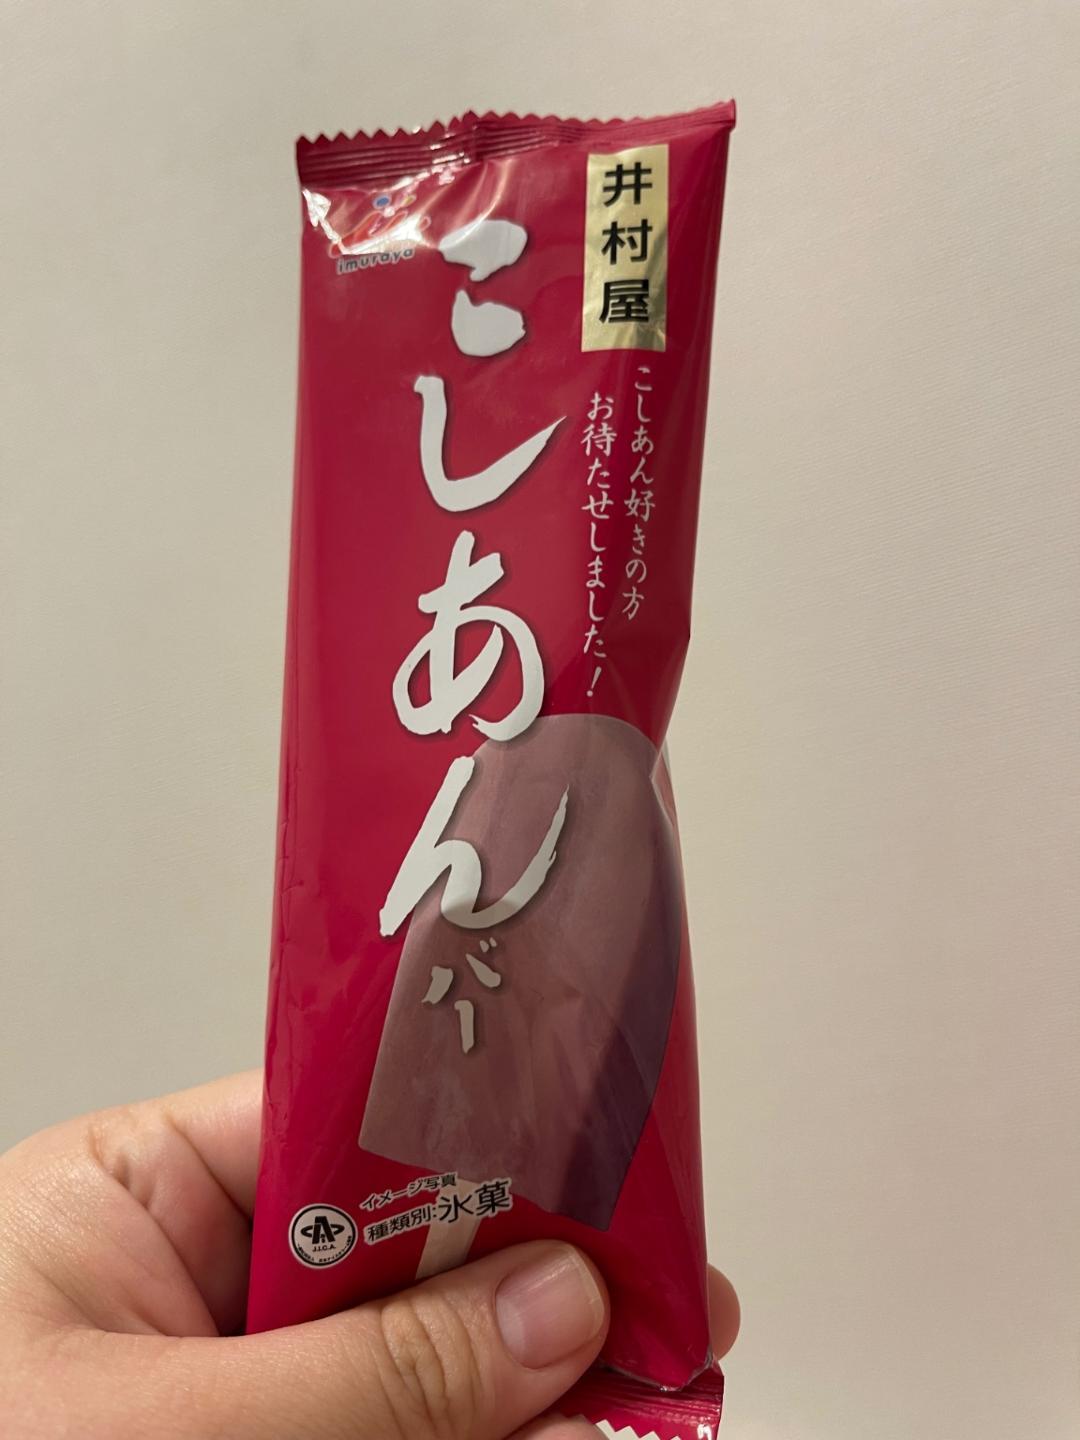 imuraya
井村屋
こしあん好きの方
お待たせしました!
こしあん
バー
イメージ写真
種類別:氷菓
J.I.C.A.